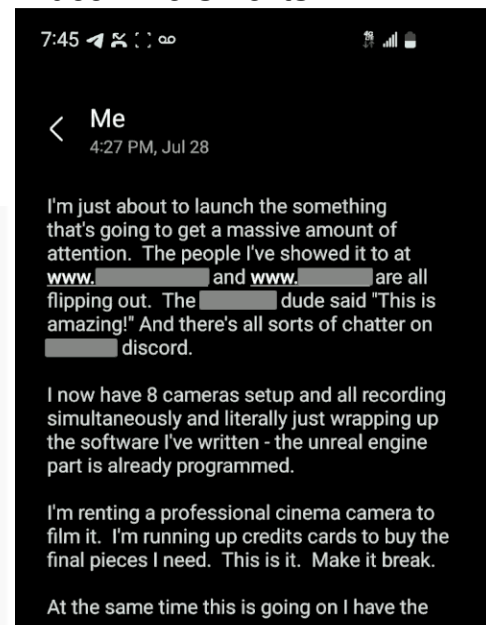 7:45
Me
4:27 PM, Jul 28
I'm just about to launch the something
that's going to get a massive amount of
attention.  The people I've showed it to at
www. and www. are all
flipping out.  The dude said "This is
amazing!" And there's all sorts of chatter on
discord.
I now have 8 cameras setup and all recording
simultaneously and literally just wrapping up
the software I've written - the unreal engine
part is already programmed.
I'm renting a professional cinema camera to
film it.  I'm running up credits cards to buy the
final pieces I need.  This is it.  Make it break.
At the same time this is going on I have the